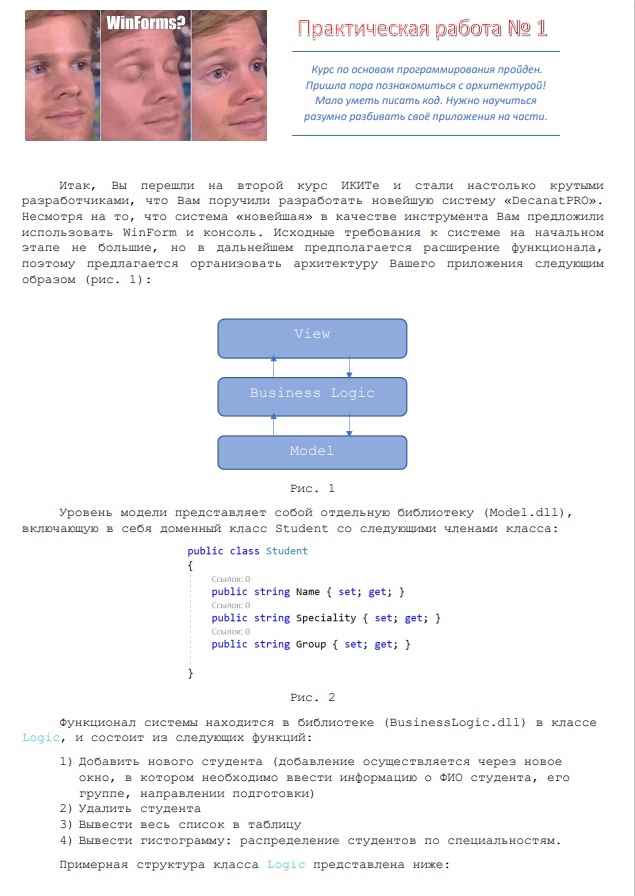 WinForms?
Практическая работа № 1
Курс по основам программирования пройден.
Пришла пора познакомиться с архитектурой!
Мало уметь писать код. Нужно научиться
разумно разбивать своё приложения на части.
Итак, Вы перешли на второй курс ИКИТе и стали настолько крутыми
разработчиками, что Вам поручили разработать новейшую систему «DecanatPRO».
Несмотря на то, что система «новейшая» в качестве инструмента Вам предложили
использовать WinForm и консоль. Исходные требования к системе на начальном
этапе не большие, но в дальнейшем предполагается расширение функционала,
поэтому предлагается организовать архитектуру Вашего приложения следующим
образом (рис. 1):
View
Business Logic
Model
Рис. 1
Уровень модели представляет собой отдельную библиотеку (Model.dll),
включающую в себя доменный класс Student со следующими членами класса:
public class Student
{
Ссылок: 0
public string Name { set; get; }
Ссылок: 0
public string Speciality { set; get; }
Ссылок: 0
public string Group { set; get; }
}
Рис. 2
Функционал системы находится в библиотеке (BusinessLogic.dll) в классе
Logic, и состоит из следующих функций:
1) Добавить нового студента (добавление осуществляется через новое
окно, в котором необходимо ввести информацию о ФИО студента, его
группе, направлении подготовки)
2) Удалить студента
3) Вывести весь список в таблицу
4) Вывести гистограмму: распределение студентов по специальностям.
Примерная структура класса Logic представлена ниже: